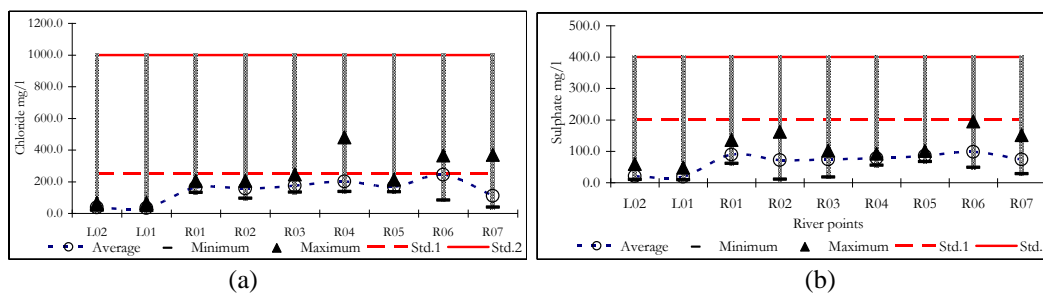 1200.0
1000.0
800.0
600.0
400.0
200.0
0.0
Chloride mg/l
L02 L01 R01 R02 R03 R04 R05 R06 R07
Average Minimum Maximum Std.1 Std.2
(a)
500.0
400.0
300.0
200.0
100.0
0.0
Sulphate mg/l
L02 L01 R01 R02 R03 R04 R05 R06 R07
River points
Average Minimum Maximum Std.1 Std.
(b)